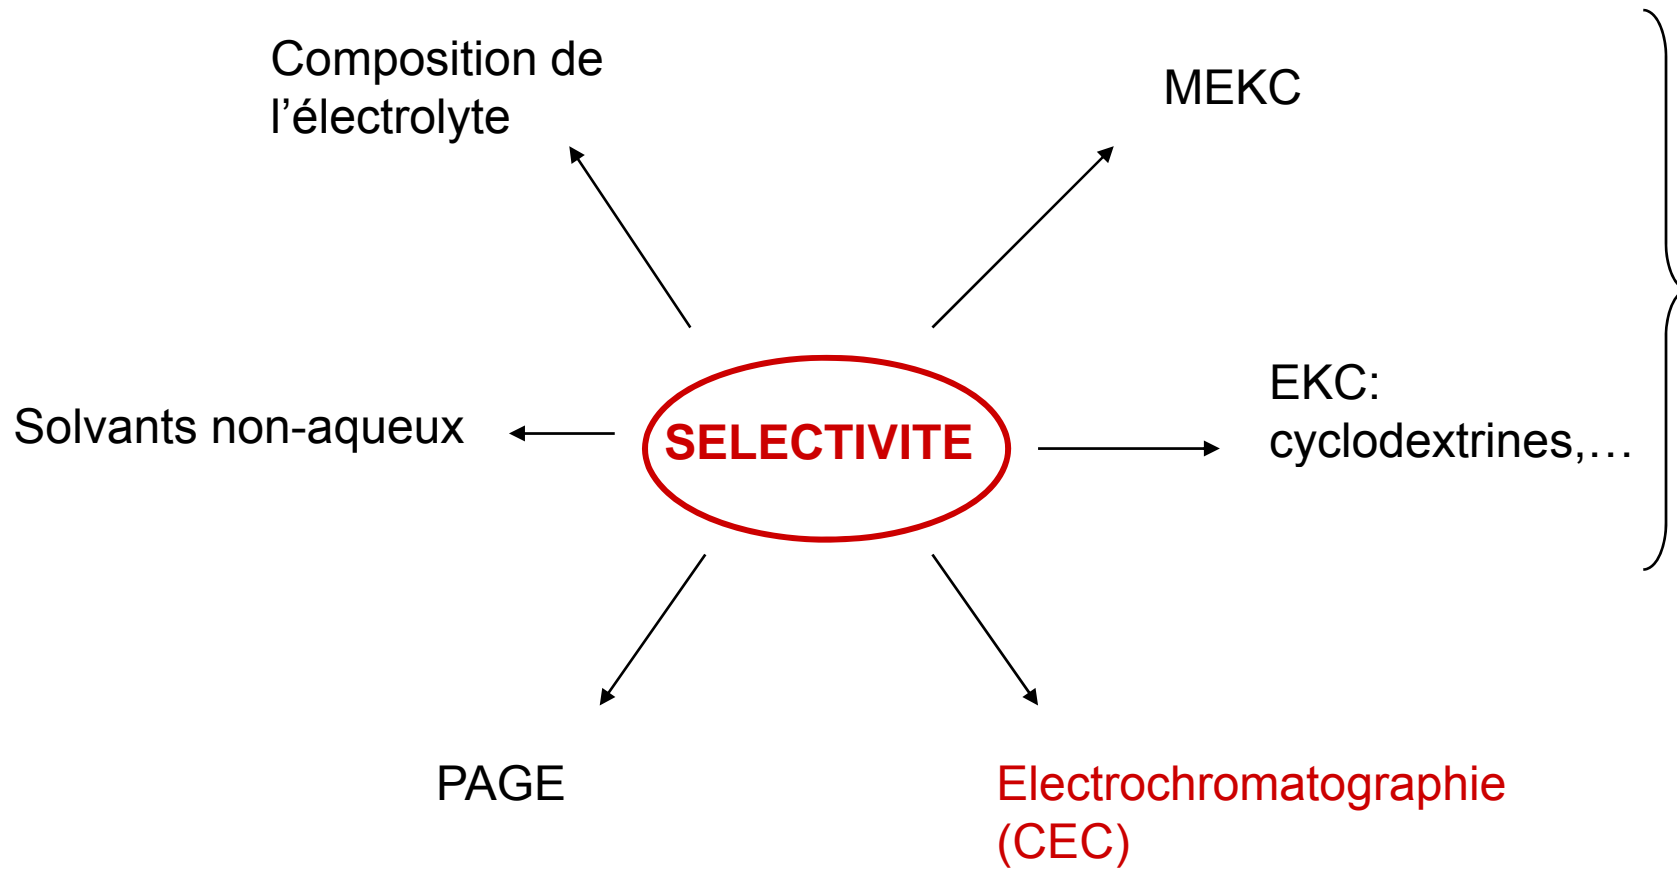 Composition de
l’électrolyte
MEKC
Solvants non-aqueux
SELECTIVITE
EKC:
cyclodextrines,…
PAGE
Electrochromatographie
(CEC)